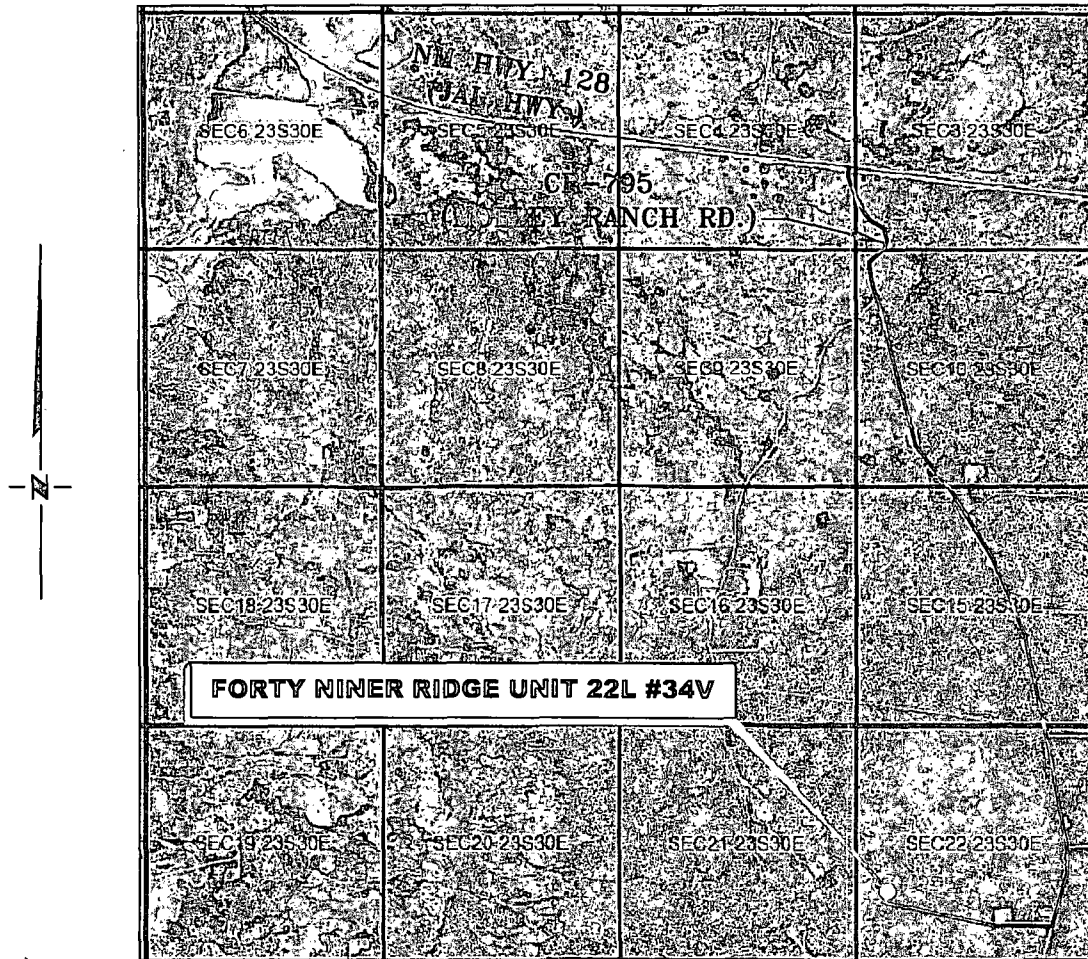 NM HWY. 128
(JAL HWY.)
SEC6 23S30E
SEC5 23S30E
SEC4 23S30E
SEC3 23S30E
RANCH RD.)
SEC7 23S30E
SEC8 23S30E
SEC9 23S30E
SEC10 23S30E
N
SEC18 23S30E
SEC17 23S30E
SEC16 23S30E
SEC15 23S30E
FORTY NINER RIDGE UNIT 22L #34V
SEC19 23S30E
SEC20 23S30E
SEC21 23S30E
SEC22 23S30E